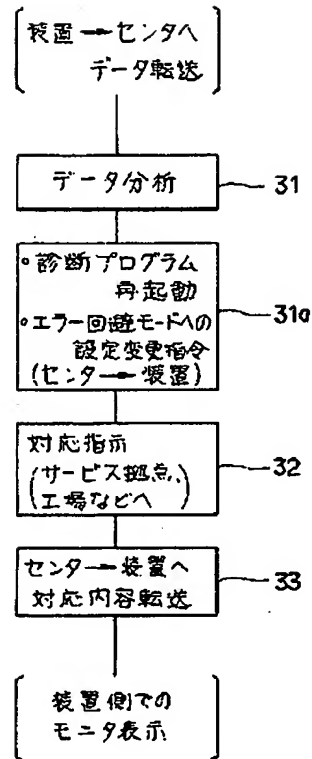 装置→センタへ
データ転送
データ分析
31
・診断プログラム
再起動
・エラー回避モードへの
設定変更指令
(センタ→装置)
31a
対応指示
(サービス拠点、
工場などへ)
32
センタ→装置へ
対応内容転送
33
装置側での
モニタ表示